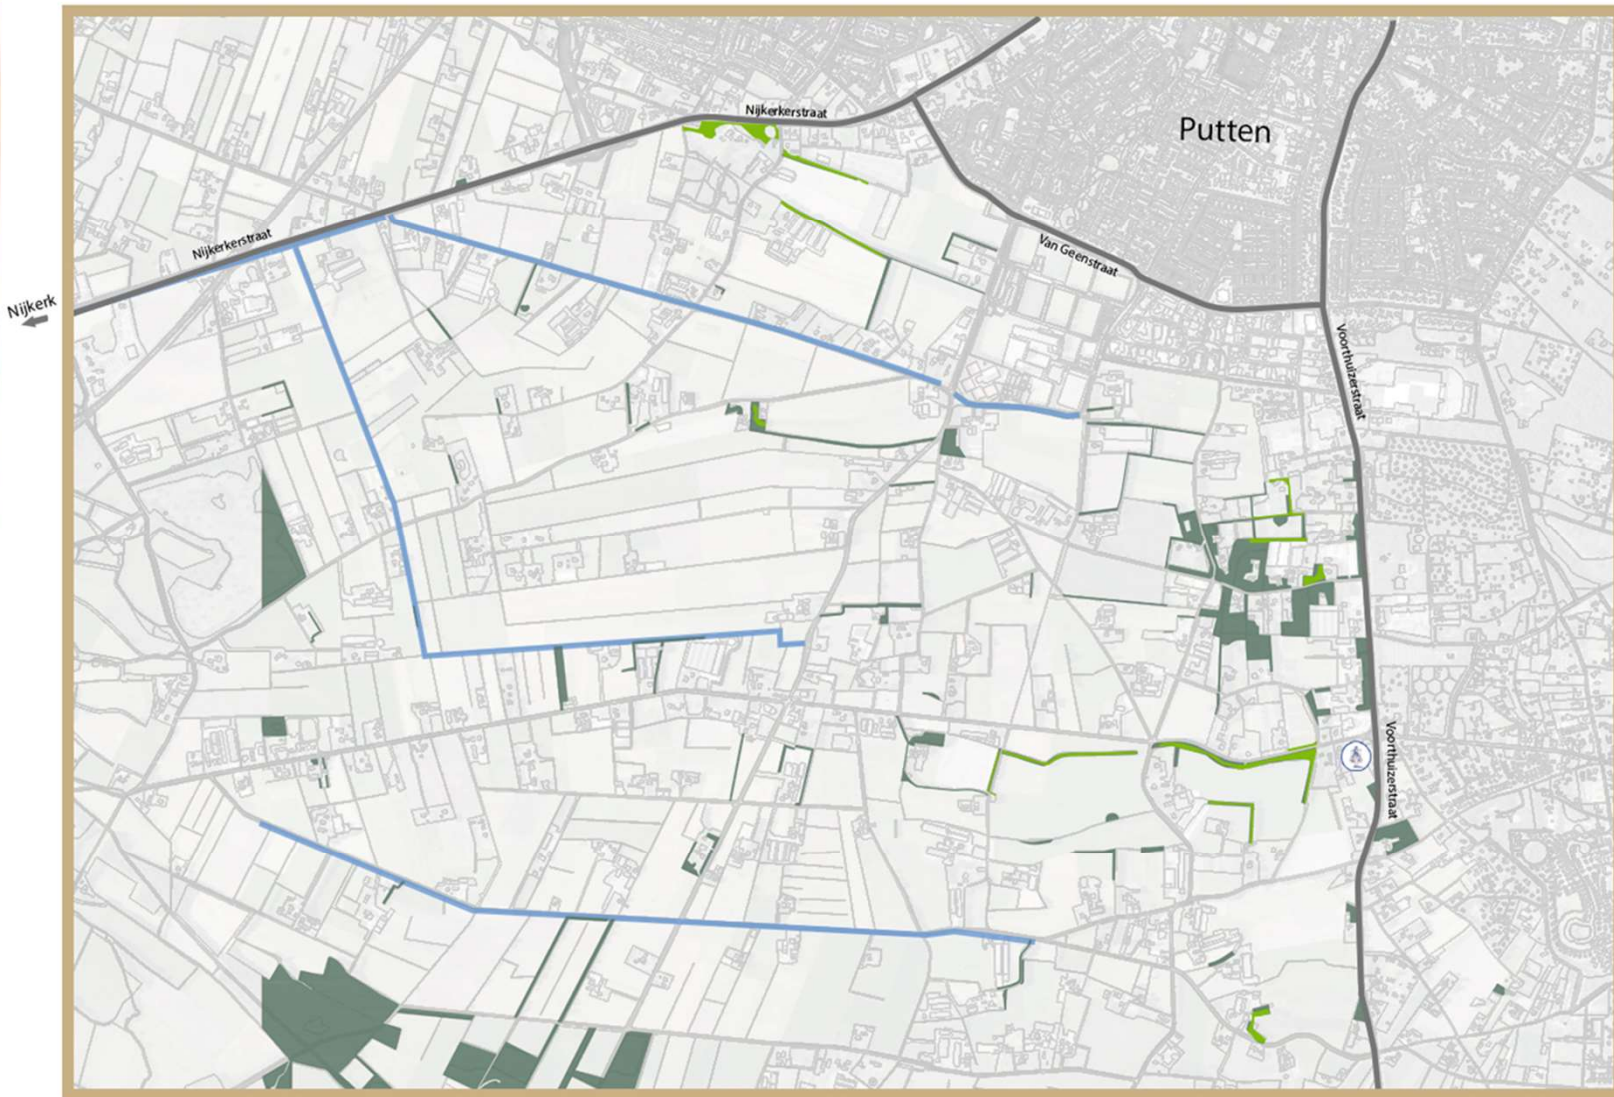 Nijkerkerstraat
Putten
Nijkerkerstraat
Van Geenstraat
Nijkerk
Voorthuizerstraat
Voorthuizerstraat